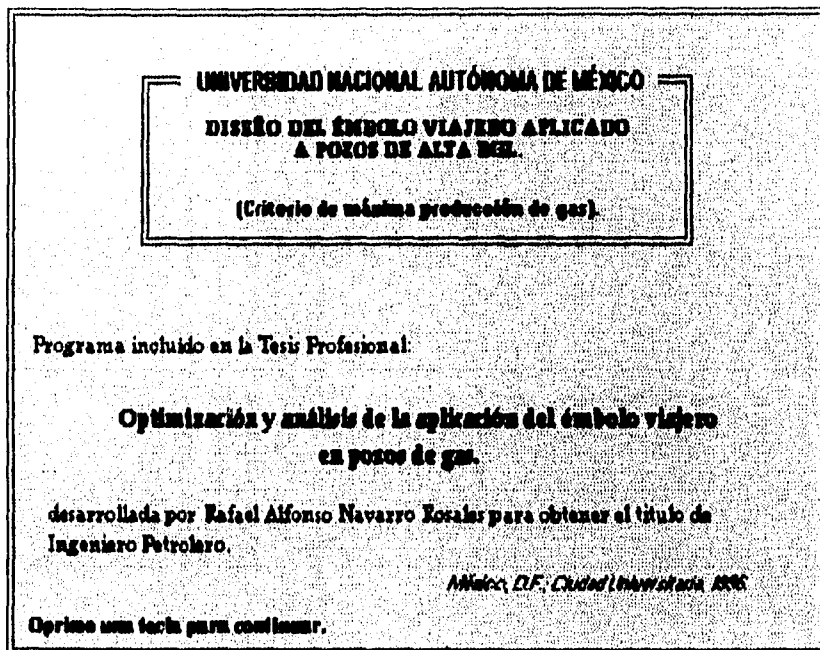 UNIVERSIDAD NACIONAL AUTÓNOMA DE MÉXICO
DISEÑO DEL ÉMBOLO VIAJERO APLICADO
A POZOS DE ALTA RGL.
(Criterio de máxima producción de gas).
Programa incluido en la Tesis Profesional:
Optimización y análisis de la aplicación del émbolo viajero
en pozos de gas.
desarrollada por Rafael Alfonso Navarro Rosales para obtener el título de
Ingeniero Petrolero.
México, D.F., Ciudad Universitaria,
Oprime una tecla para continuar.